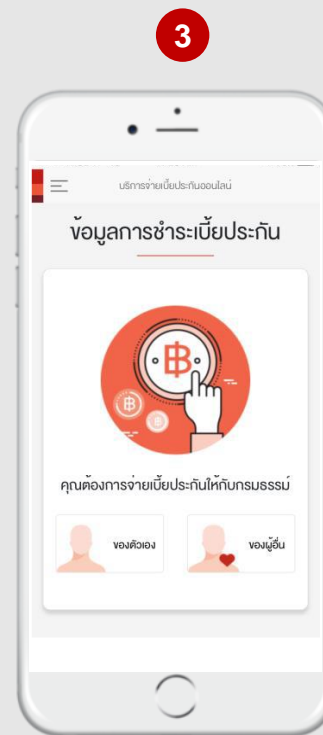 3
บริการจ่ายเบี้ยประกันออนไลน์
ข้อมูลการชำระเบี้ยประกัน
฿
฿
฿
คุณต้องการจ่ายเบี้ยประกันให้กับกรมธรรม์
ของตัวเอง
ของผู้อื่น